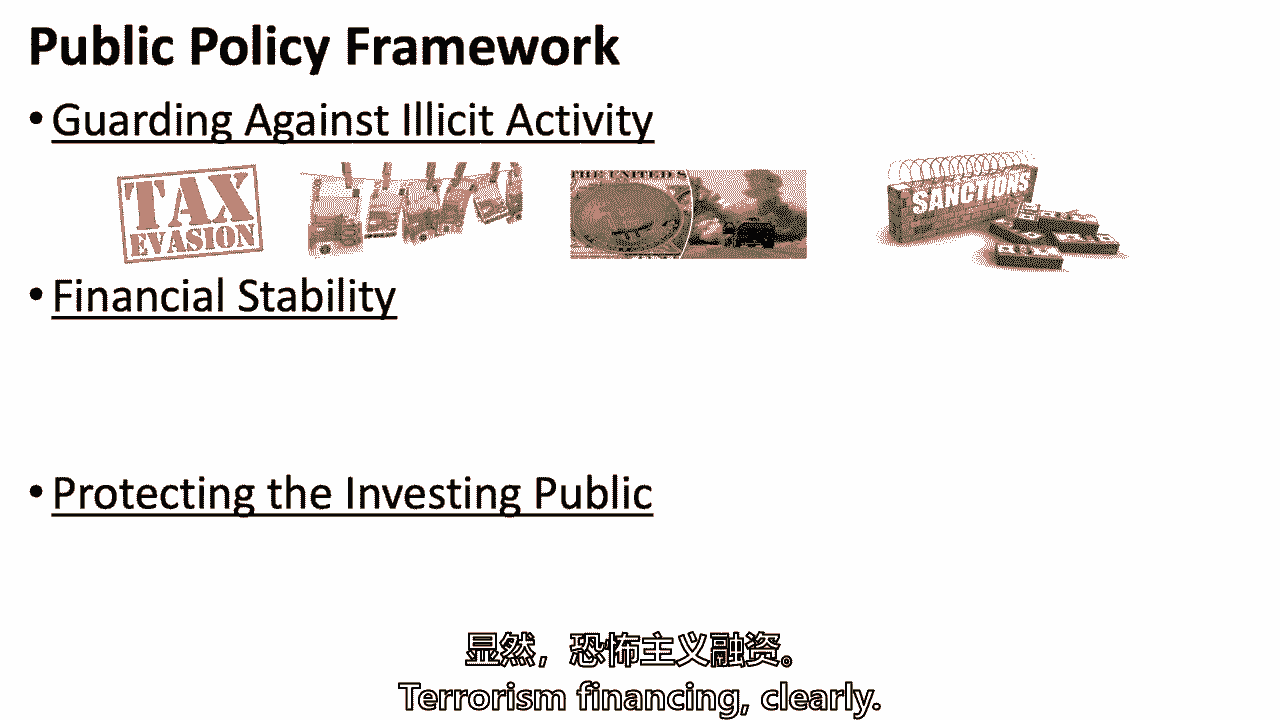 Public Policy Framework
• Guarding Against Illicit Activity
TAX
EVASION
THE UNITED S
SANCTIONS
• Financial Stability
• Protecting the Investing Public
显然，恐怖主义融资。
Terrorism financing, clearly.